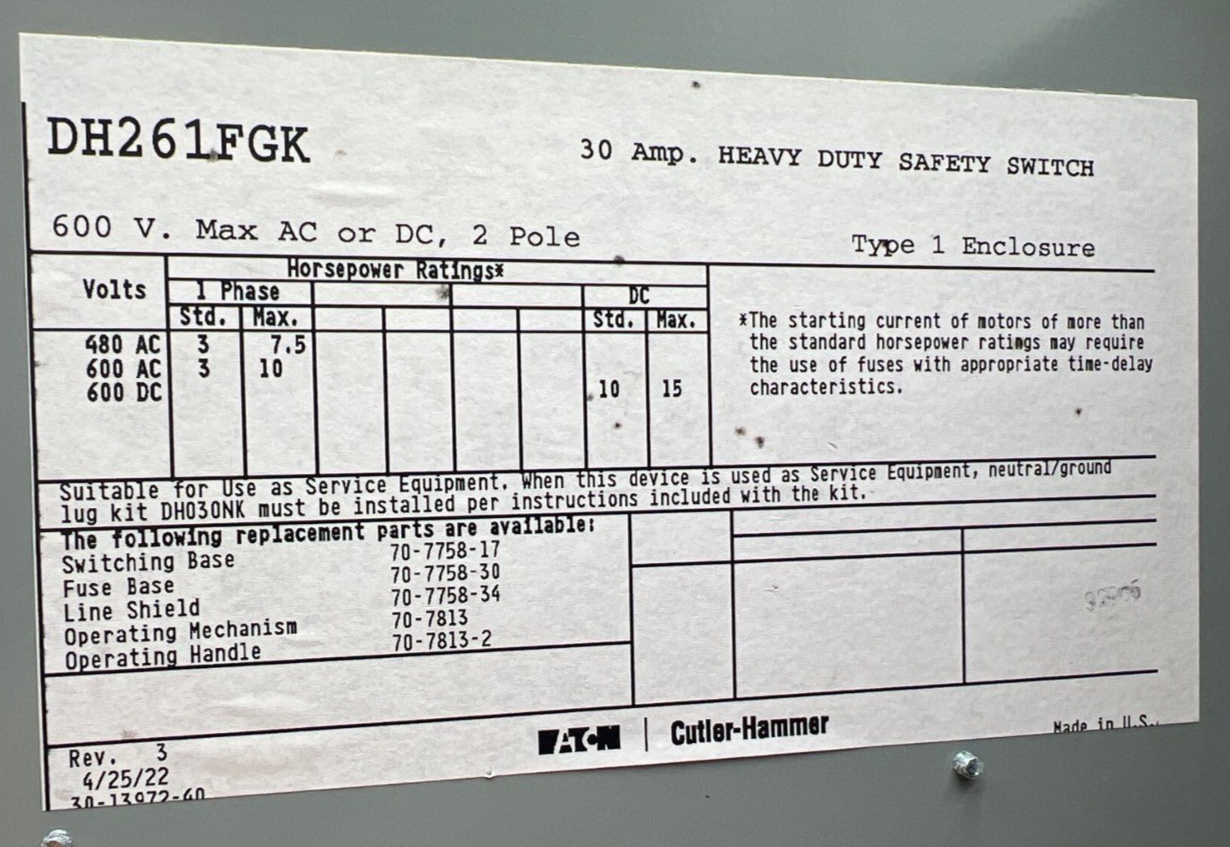 DH261FGK
30 Amp. HEAVY DUTY SAFETY SWITCH
600 V. Max AC or DC, 2 Pole
Type 1 Enclosure
Volts
Horsepower Ratings*
1 Phase
DC
Std. Max.
Std. Max.
480 AC 3 7.5
600 AC 3 10
600 DC 10 15
*The starting current of motors of more than
the standard horsepower ratings may require
the use of fuses with appropriate time-delay
characteristics.
Suitable for Use as Service Equipment. When this device is used as Service Equipment, neutral/ground
lug kit DH030NK must be installed per instructions included with the kit.
The following replacement parts are available:
Switching Base 70-7758-17
Fuse Base 70-7758-30
Line Shield 70-7758-34
Operating Mechanism 70-7813
Operating Handle 70-7813-2
Rev. 3
4/25/22
30-13972-60
EATON | Cutler-Hammer
Made in U.S.